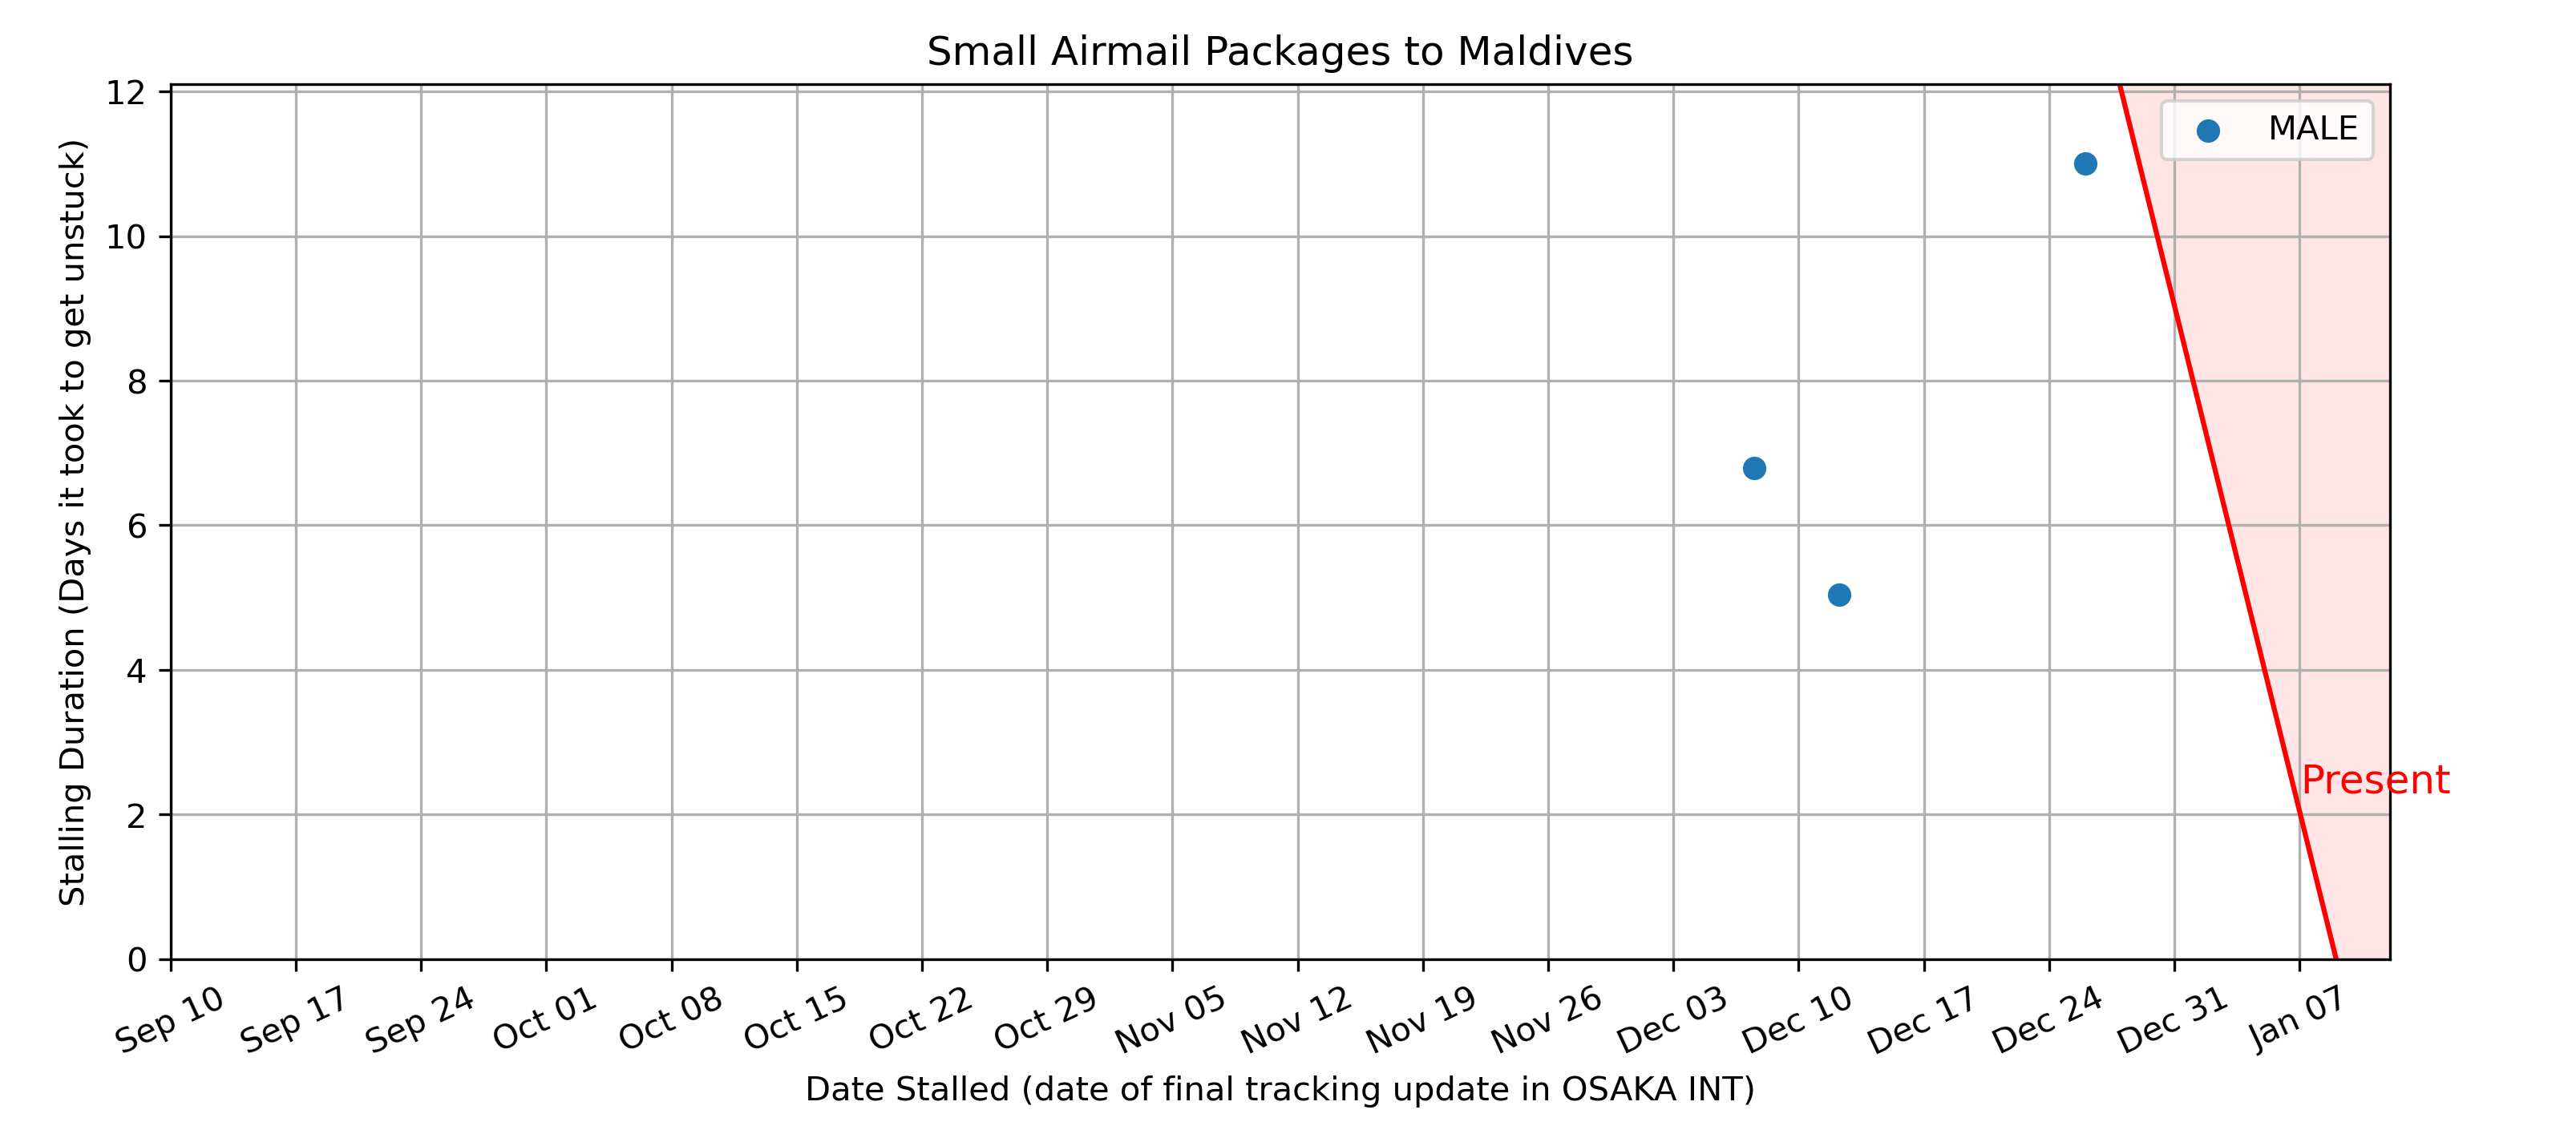 Small Airmail Packages to Maldives
MALE
12
10
8
6
4
2
0
Stalling Duration (Days it took to get unstuck)
Present
Sep 10
Sep 17
Sep 24
Oct 01
Oct 08
Oct 15
Oct 22
Oct 29
Nov 05
Nov 12
Nov 19
Nov 26
Dec 03
Dec 10
Dec 17
Dec 24
Dec 31
Jan 07
Date Stalled (date of final tracking update in OSAKA INT)